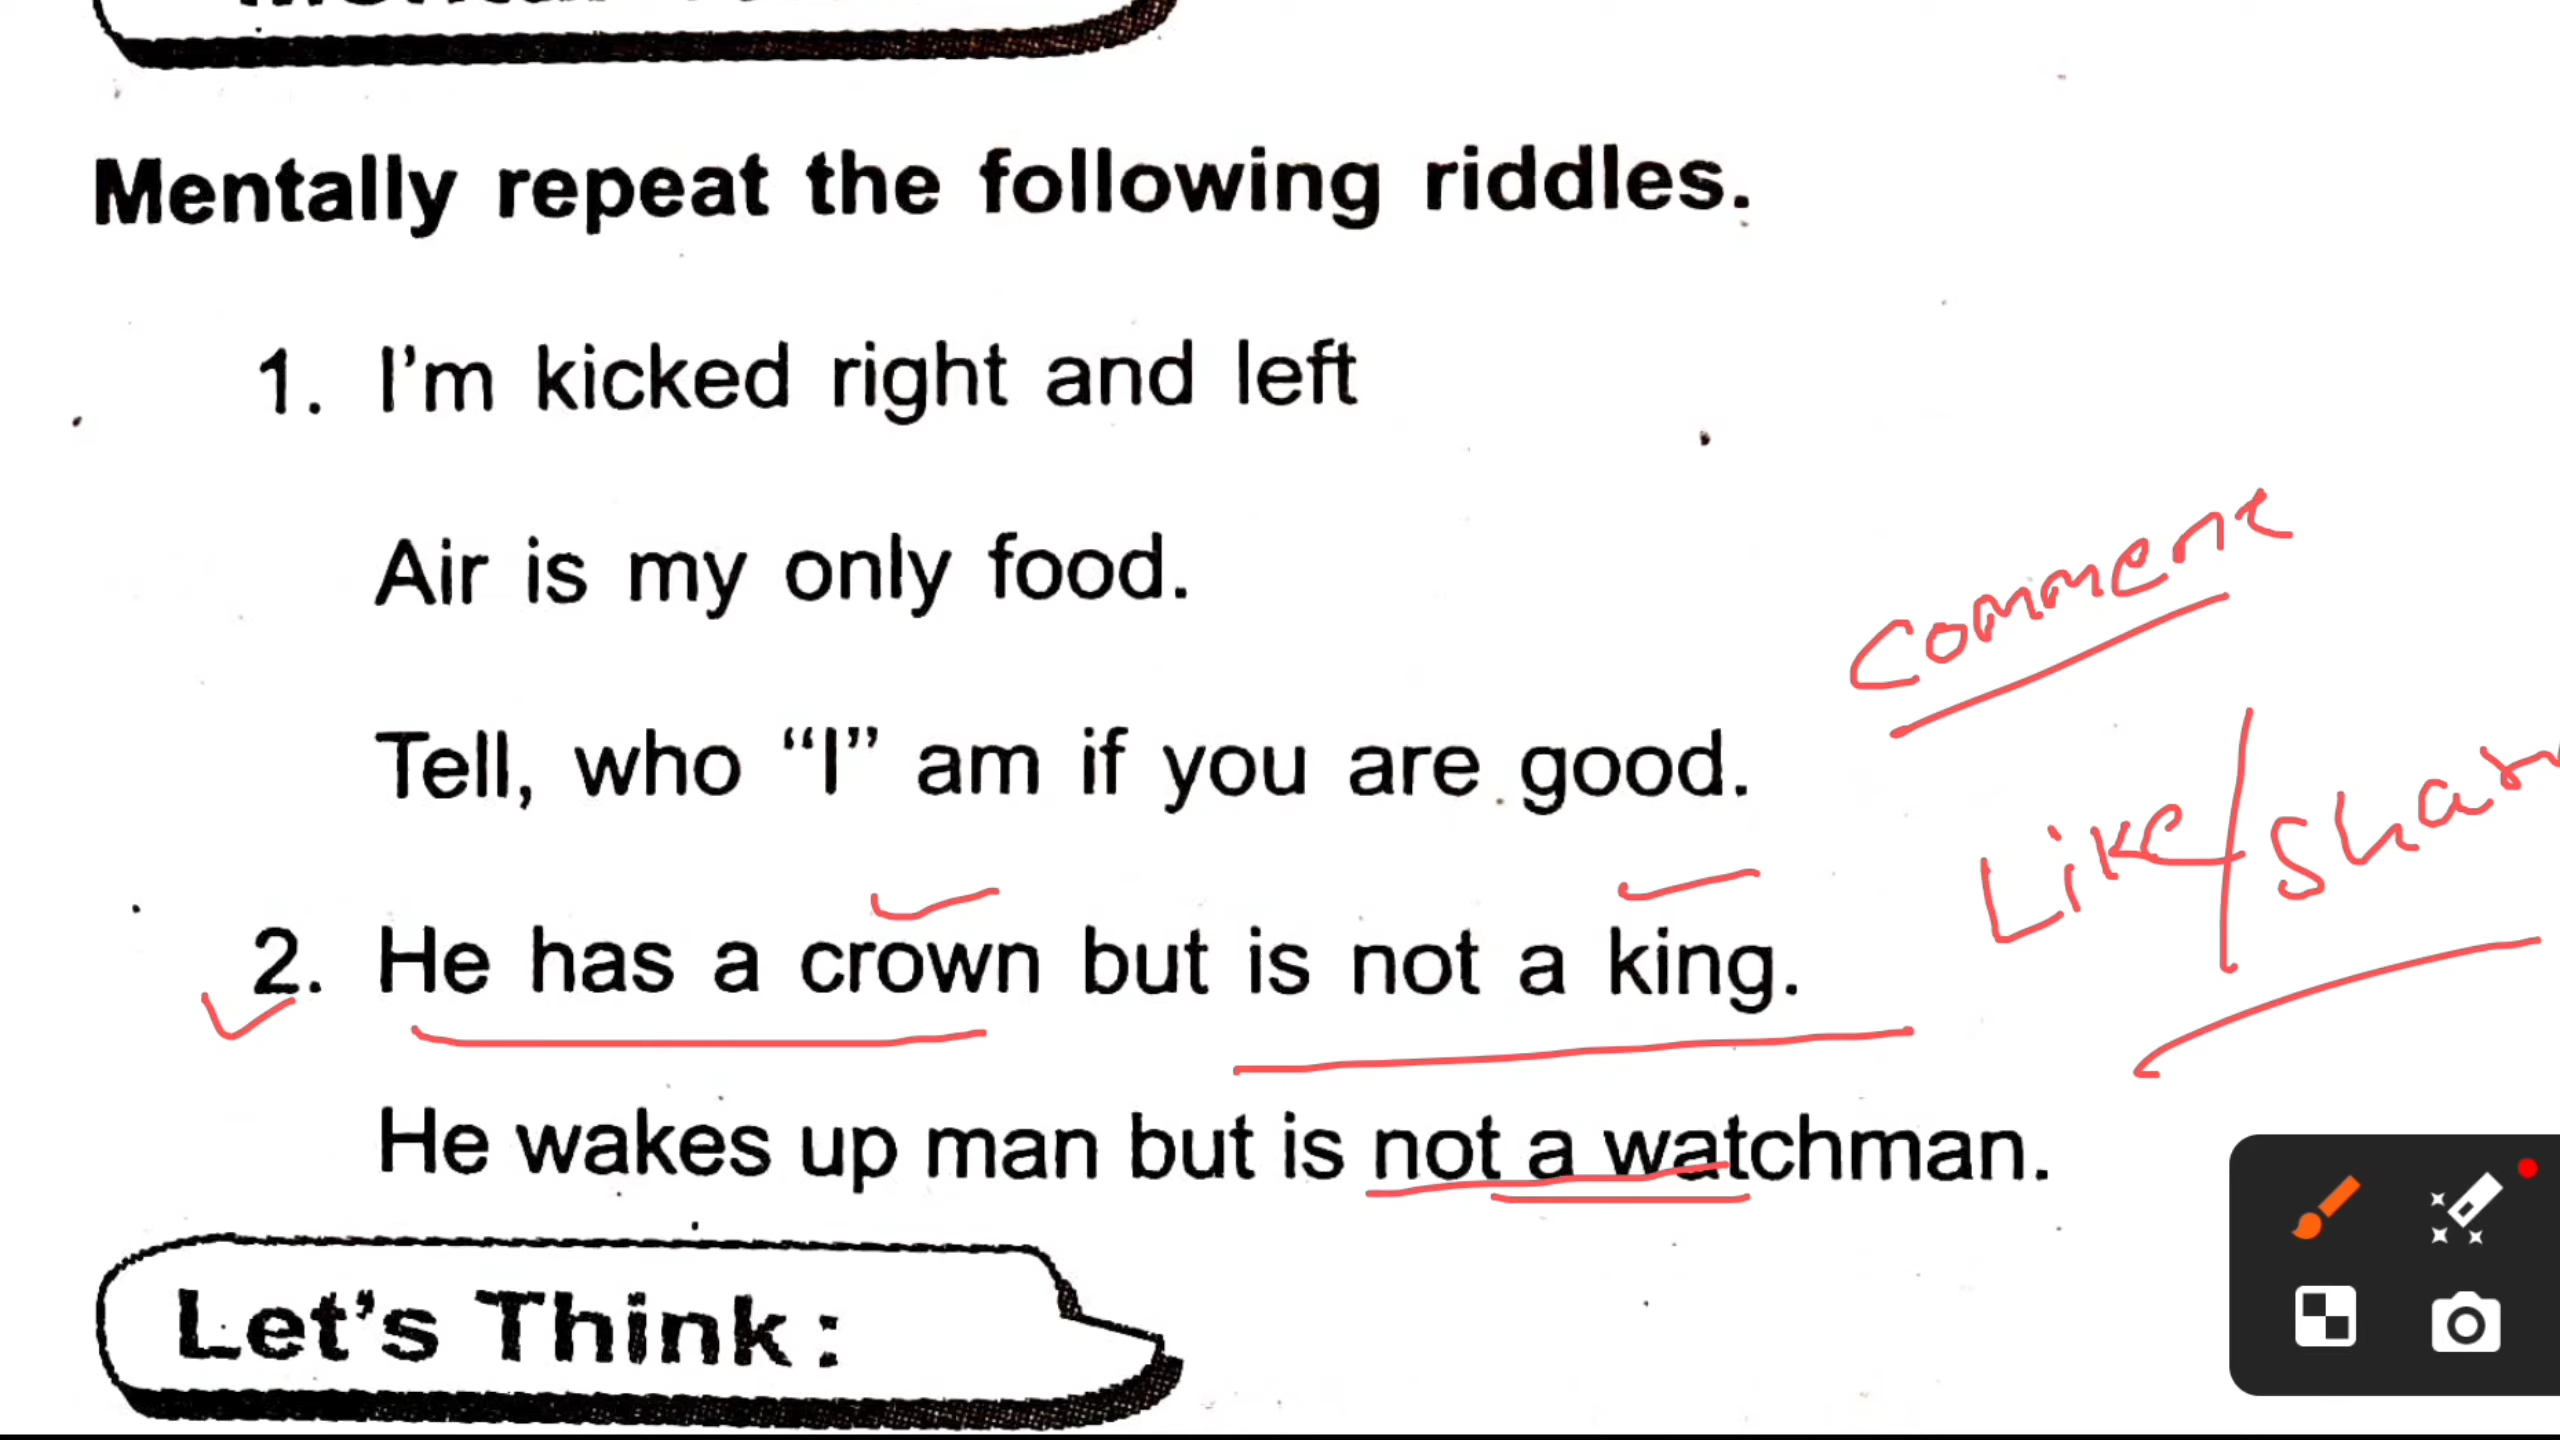 Mentally repeat the following riddles.
1. I'm kicked right and left
Air is my only food.
Comment
Tell, who “I” am if you are good.
Like/Shar
2. He has a crown but is not a king.
He wakes up man but is not a watchman.
Let's Think: